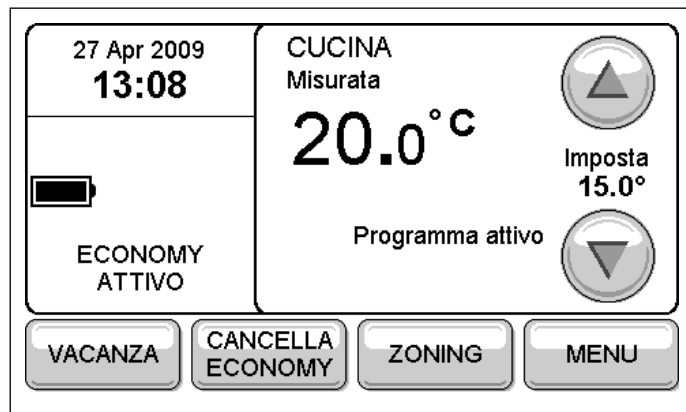 27 Apr 2009
13:08
ECONOMY
ATTIVO
CUCINA
Misurata
20.0°C
Imposta
15.0°
Programma attivo
VACANZA
CANCELLA
ECONOMY
ZONING
MENU